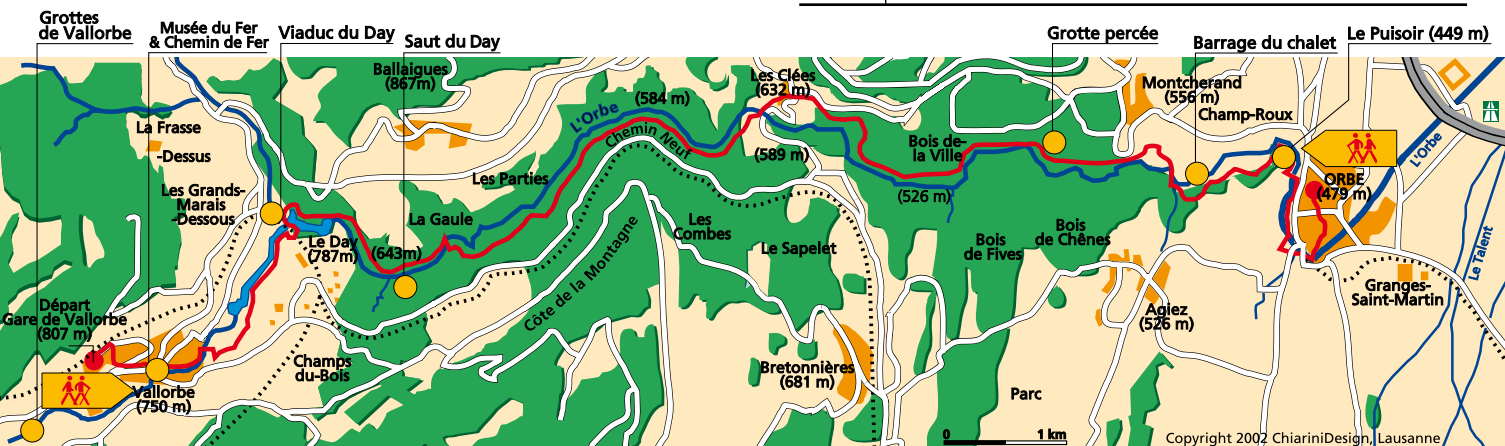 Grottes
de Vallorbe
Musée du Fer
& Chemin de Fer
Viaduc du Day
Saut du Day
Grotte percée
Barrage du chalet
Le Puisoir (449 m)
Ballaigues
(867m)
Les Clées
(632 m)
Montcherand
(556 m)
Champ-Roux
L'Orbe
(584 m)
Chemin Neuf
(589 m)
La Frasse
-Dessus
Les Grands-
Marais
-Dessous
Les Parties
La Gaule
Bois de-
la Ville
(526 m)
L'Orbe
ORBE
(479 m)
Le Day
(787m)
(643m)
Les
Combes
Le Sapelet
Bois
de Fives
Bois
de Chênes
Côte de la Montagne
Le Talent
Granges-
Saint-Martin
Départ
Gare de Vallorbe
(807 m)
Agiez
(526 m)
Champs
du-Bois
Bretonnières
(681 m)
Vallorbe
(750 m)
Parc
0
1 km
Copyright 2002 ChiariniDesign, Lausanne